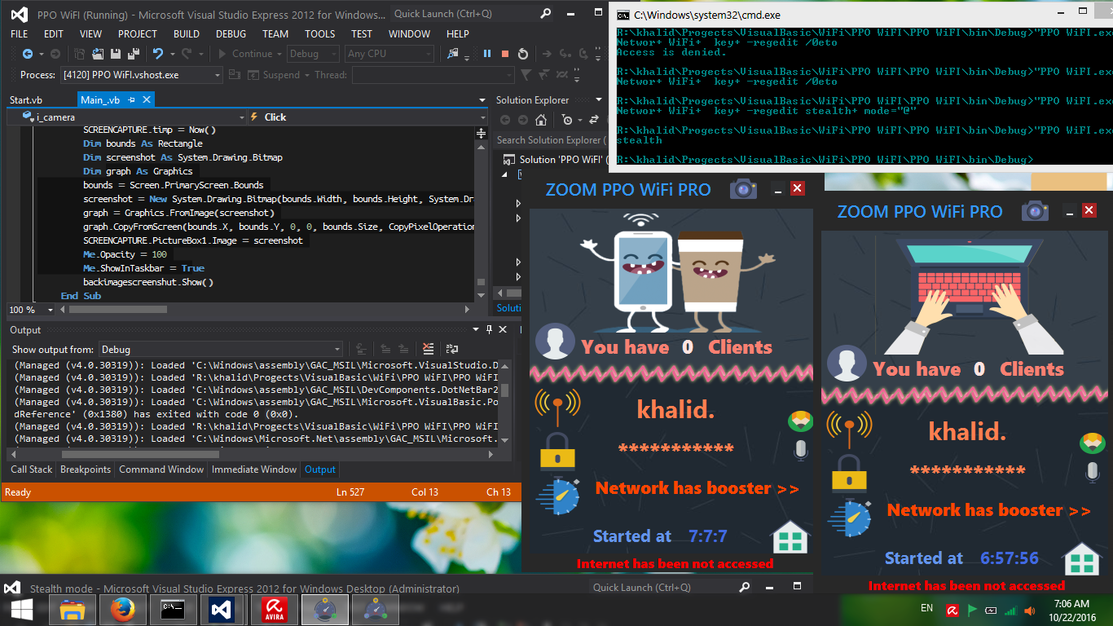 PPO WiFI (Running) - Microsoft Visual Studio Express 2012 for Windows...
Quick Launch (Ctrl+Q)
FILE EDIT VIEW PROJECT BUILD DEBUG TEAM TOOLS TEST WINDOW HELP
Continue Debug Any CPU
Process: [4120] PPO WiFI.vshost.exe Suspend Thread:
Start.vb Main_.vb
i_camera Click
SCREENCAPTURE.timp = Now()
Dim bounds As Rectangle
Dim screenshot As System.Drawing.Bitmap
Dim graph As Graphics
bounds = Screen.PrimaryScreen.Bounds
screenshot = New System.Drawing.Bitmap(bounds.Width, bounds.Height, System.Dr
graph = Graphics.FromImage(screenshot)
graph.CopyFromScreen(bounds.X, bounds.Y, 0, 0, bounds.Size, CopyPixelOperation
SCREENCAPTURE.PictureBox1.Image = screenshot
Me.Opacity = 100
Me.ShowInTaskbar = True
backimagescreenshut.Show()
End Sub
100 %
Solution Explorer
Search Solution Explorer
Solution 'PPO WiFI' (
Soluti
Output
Show output from: Debug
(Managed (v4.0.30319)): Loaded 'C:\Windows\assembly\GAC_MSIL\Microsoft.VisualStudio.D
(Managed (v4.0.30319)): Loaded 'R:\khalid\Progects\VisualBasic\WiFi\PPO WiFI\PPO WiFI
(Managed (v4.0.30319)): Loaded 'C:\Windows\assembly\GAC_MSIL\DevComponents.DotNetBar2
(Managed (v4.0.30319)): Loaded 'C:\Windows\assembly\GAC_MSIL\Microsoft.VisualBasic.Po
dReference' (0x1380) has exited with code 0 (0x0).
(Managed (v4.0.30319)): Loaded 'R:\khalid\Progects\VisualBasic\WiFi\PPO WiFI\PPO WiFI
(Managed (v4.0.30319)): Loaded 'C:\Windows\Microsoft.Net\assembly\GAC_MSIL\Microsoft.
Call Stack Breakpoints Command Window Immediate Window Output
Ready Ln 527 Col 13 Ch 13
C:\Windows\system32\cmd.exe
R:\khalid\Progects\VisualBasic\WiFi\PPO WiFI\PPO WiFI\bin\Debug>"PPO WiFI.exe
Networ+ WiFi+ key+ -regedit /0eto
Access is denied.
R:\khalid\Progects\VisualBasic\WiFi\PPO WiFI\PPO WiFI\bin\Debug>"PPO WiFI.exe
Networ+ WiFi+ key+ -regedit /0eto
R:\khalid\Progects\VisualBasic\WiFi\PPO WiFI\PPO WiFI\bin\Debug>"PPO WiFI.exe
Networ+ WiFi+ key+ -regedit stealth+ mode="@"
R:\khalid\Progects\VisualBasic\WiFi\PPO WiFI\PPO WiFI\bin\Debug>"PPO WiFI.exe
stealth
R:\khalid\Progects\VisualBasic\WiFi\PPO WiFI\PPO WiFI\bin\Debug>
ZOOM PPO WiFi PRO
You have 0 Clients
khalid.
***********
Network has booster >>
Started at 7:7:7
Internet has been not accessed
ZOOM PPO WiFi PRO
You have 0 Clients
khalid.
***********
Network has booster >>
Started at 6:57:56
Internet has been not accessed
Stealth mode - Microsoft Visual Studio Express 2012 for Windows Desktop (Administrator)
Quick Launch (Ctrl+Q)
AVIRA
EN
7:06 AM
10/22/2016